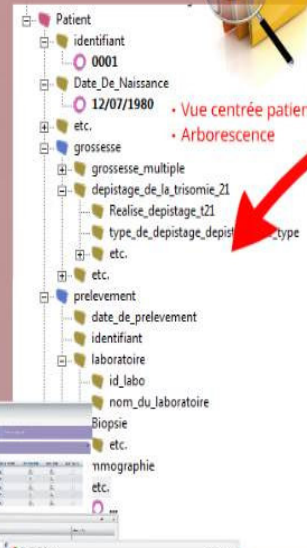 Patient
identifiant
0001
Date_De_Naissance
12/07/1980
• Vue centrée patien
etc.
• Arborescence
grossesse
grossesse_multiple
depistage_de_la_trisomie_21
Realise_depistage_t21
type_de_depistage_depist type
etc.
etc.
prelevement
date_de_prelevement
identifiant
laboratoire
id_labo
nom_du_laboratoire
Biopsie
etc.
mmographie
etc.
...